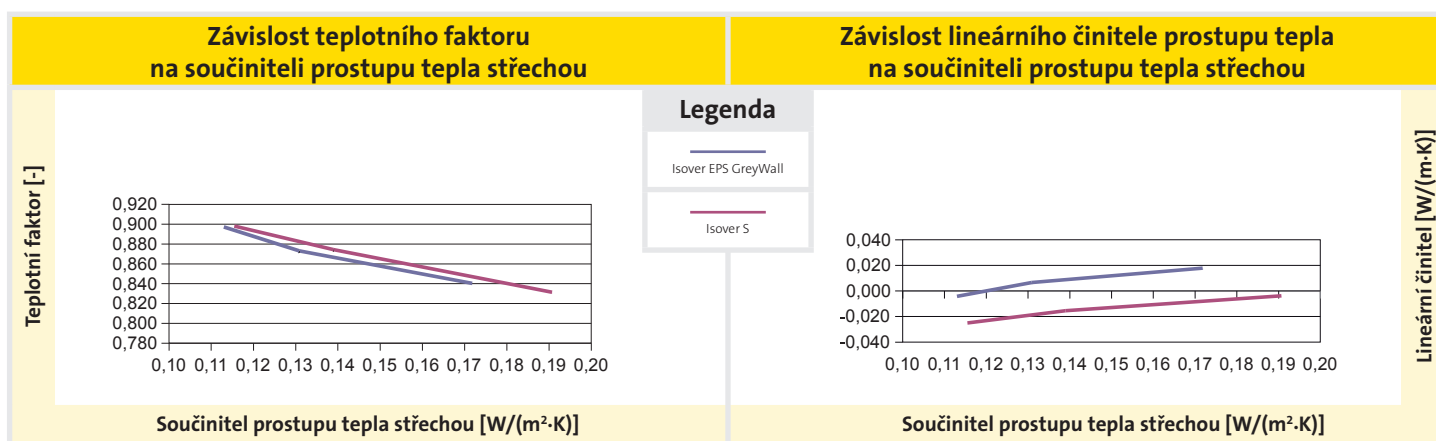 Závislost teplotního faktoru
na součiniteli prostupu tepla střechou
Závislost lineárního činitele prostupu tepla
na součiniteli prostupu tepla střechou
Legenda
Isover EPS GreyWall
Isover S
Teplotní faktor [-]
0,920
0,900
0,880
0,860
0,840
0,820
0,800
0,780
0,10 0,11 0,12 0,13 0,14 0,15 0,16 0,17 0,18 0,19 0,20
Součinitel prostupu tepla střechou [W/(m²·K)]
0,040
0,020
0,000
-0,020
-0,040
0,10 0,11 0,12 0,13 0,14 0,15 0,16 0,17 0,18 0,19 0,20
Součinitel prostupu tepla střechou [W/(m²·K)]
Lineární činitel [W/(m·K)]